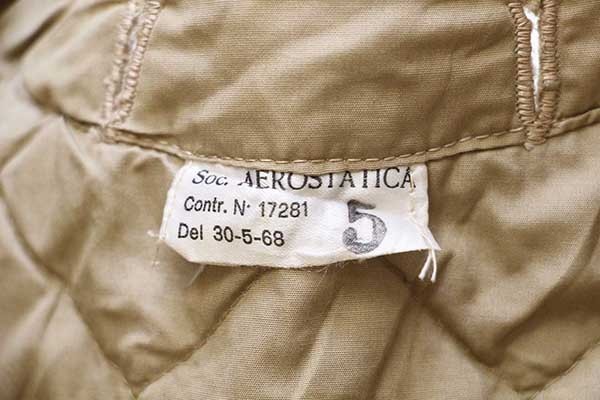 Soc. AEROSTATICA
Contr. N° 17281
Del 30-5-68
5